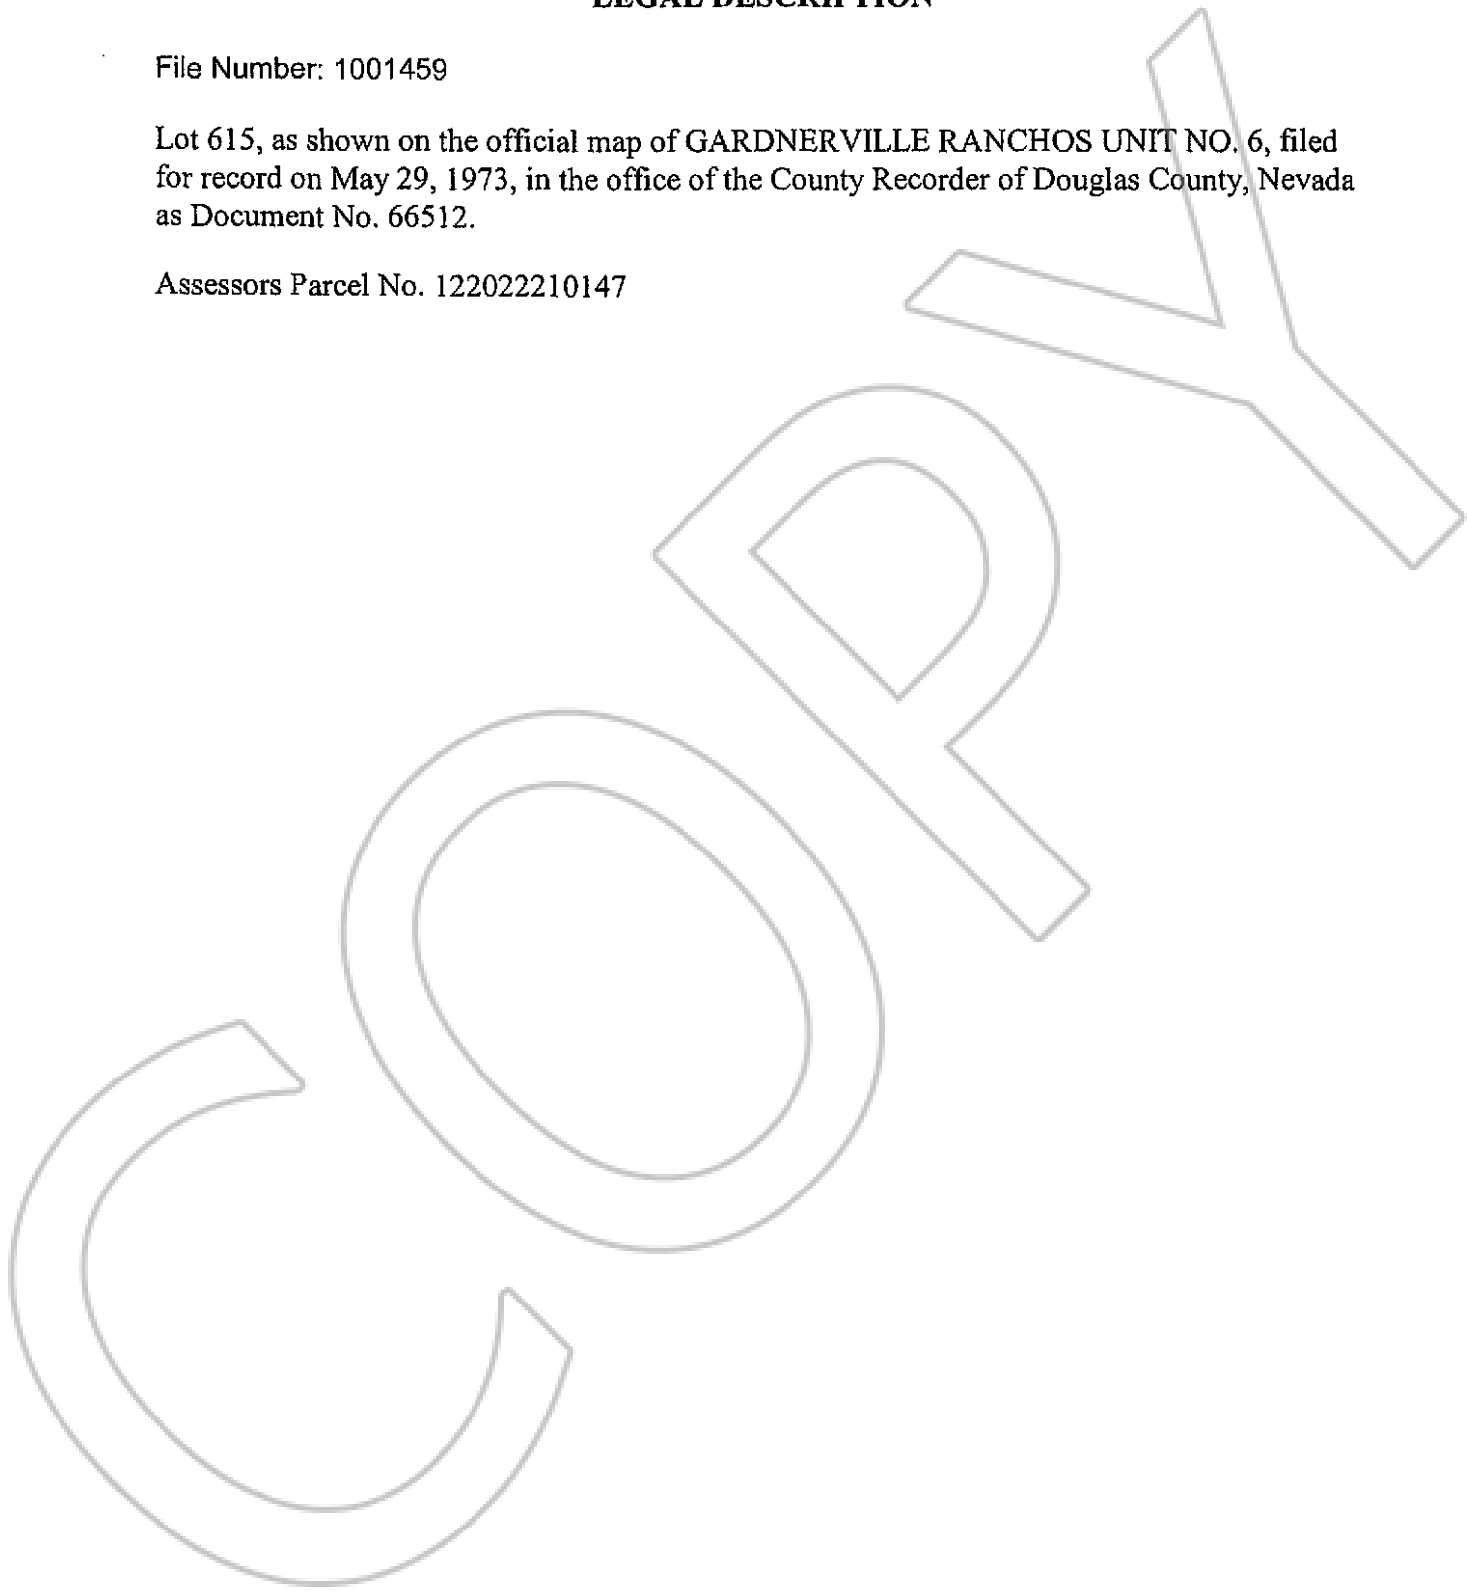 LEGAL DESCRIPTION
File Number: 1001459
Lot 615, as shown on the official map of GARDNERVILLE RANCHOS UNIT NO. 6, filed
for record on May 29, 1973, in the office of the County Recorder of Douglas County, Nevada
as Document No. 66512.
Assessors Parcel No. 122022210147
COPY